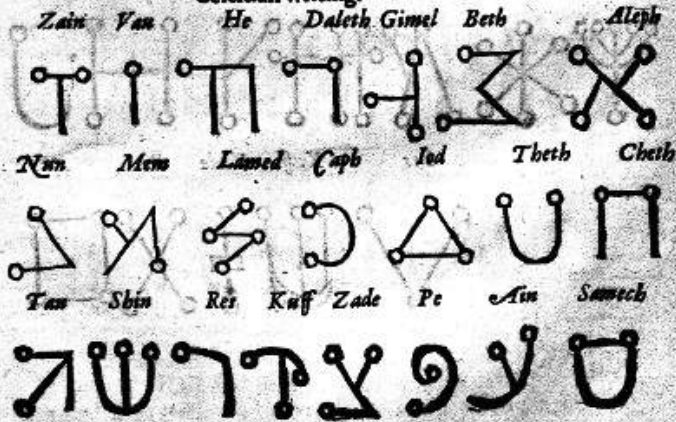 Zain Vau He Daleth Gimel Beth Aleph
Nun Mem Lamed Caph Iod Theth Cheth
Tau Shin Res Kuff Zade Pe Ain Samech